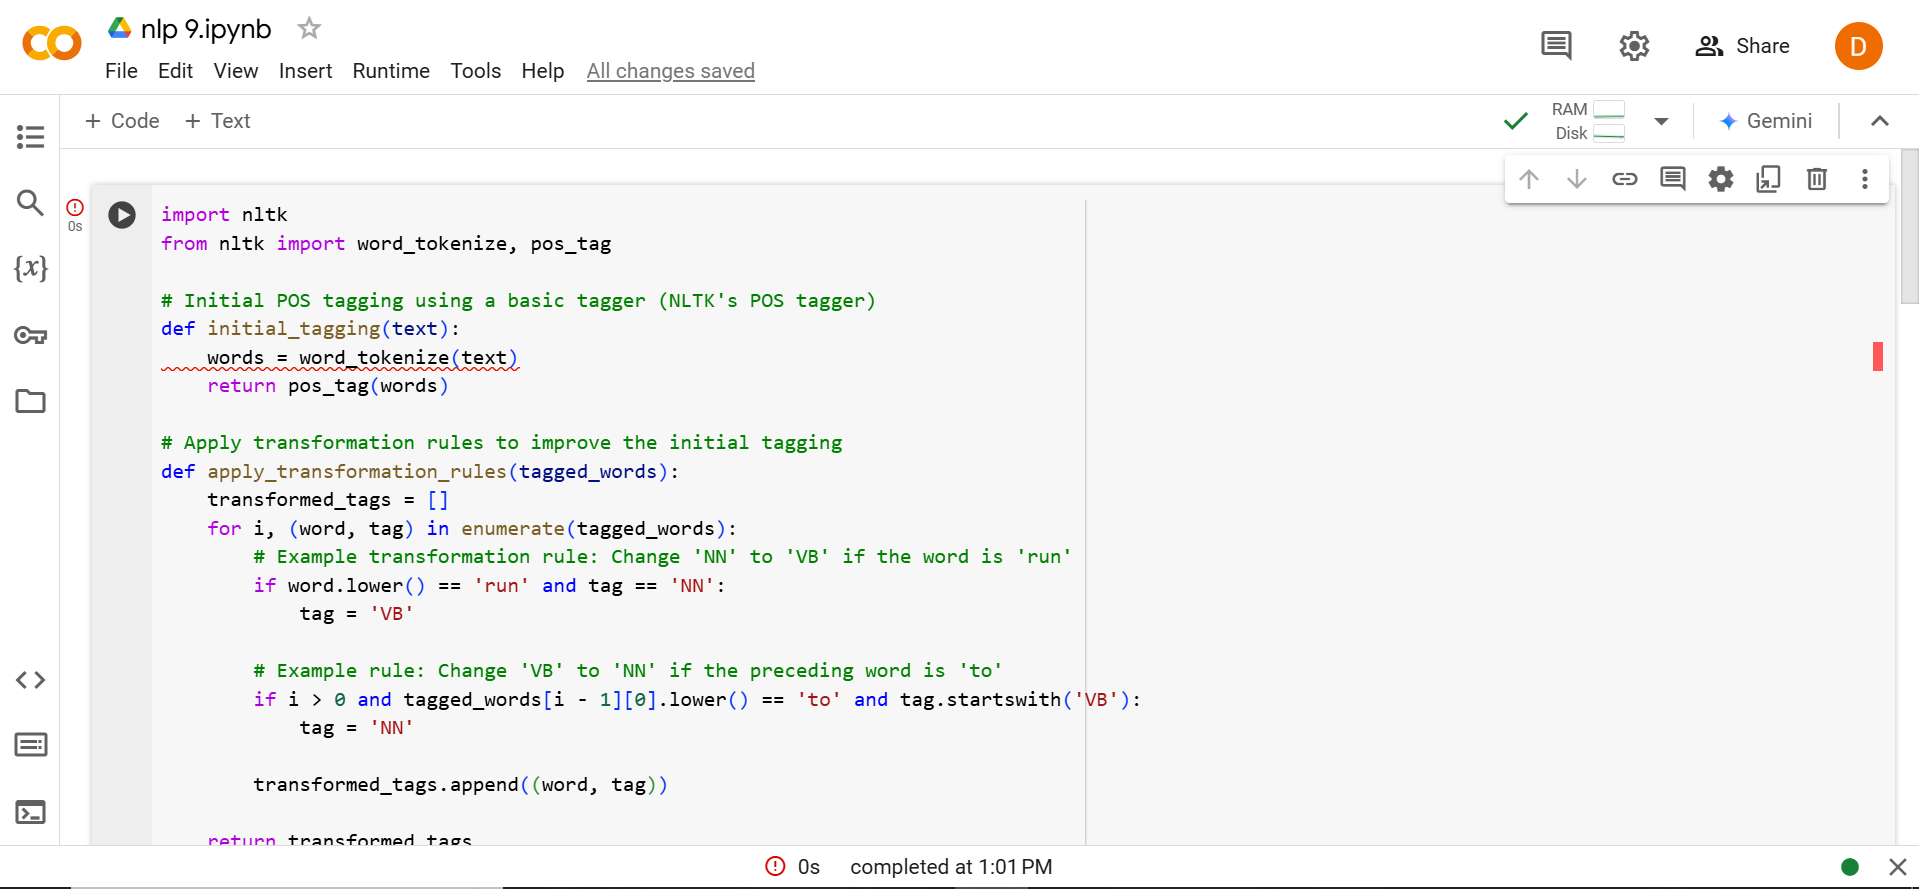 nlp 9.ipynb
File Edit View Insert Runtime Tools Help All changes saved
Share
D
+ Code + Text
RAM
Disk
Gemini
0s
{x}
import nltk
from nltk import word_tokenize, pos_tag
# Initial POS tagging using a basic tagger (NLTK's POS tagger)
def initial_tagging(text):
    words = word_tokenize(text)
    return pos_tag(words)
# Apply transformation rules to improve the initial tagging
def apply_transformation_rules(tagged_words):
    transformed_tags = []
    for i, (word, tag) in enumerate(tagged_words):
        # Example transformation rule: Change 'NN' to 'VB' if the word is 'run'
        if word.lower() == 'run' and tag == 'NN':
            tag = 'VB'
        # Example rule: Change 'VB' to 'NN' if the preceding word is 'to'
        if i > 0 and tagged_words[i - 1][0].lower() == 'to' and tag.startswith('VB'):
            tag = 'NN'
        transformed_tags.append((word, tag))
    return transformed_tags
0s completed at 1:01 PM